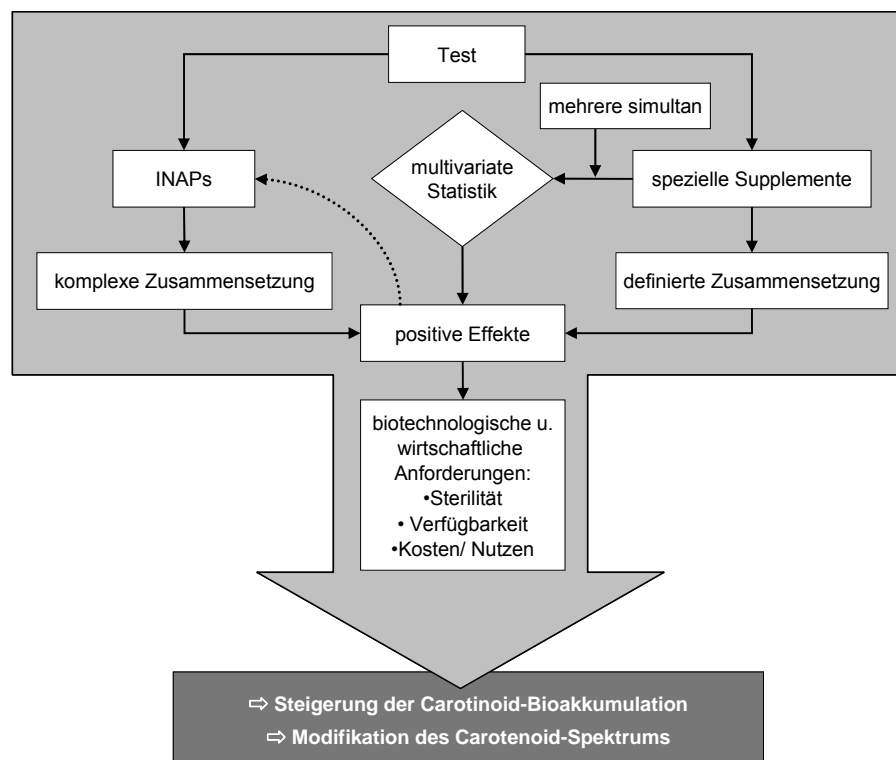 Test
mehrere simultan
INAPs
multivariate
Statistik
spezielle Supplemente
komplexe Zusammensetzung
definierte Zusammensetzung
positive Effekte
biotechnologische u.
wirtschaftliche
Anforderungen:
•Sterilität
• Verfügbarkeit
•Kosten/ Nutzen
⇨ Steigerung der Carotinoid-Bioakkumulation
⇨ Modifikation des Carotenoid-Spektrums